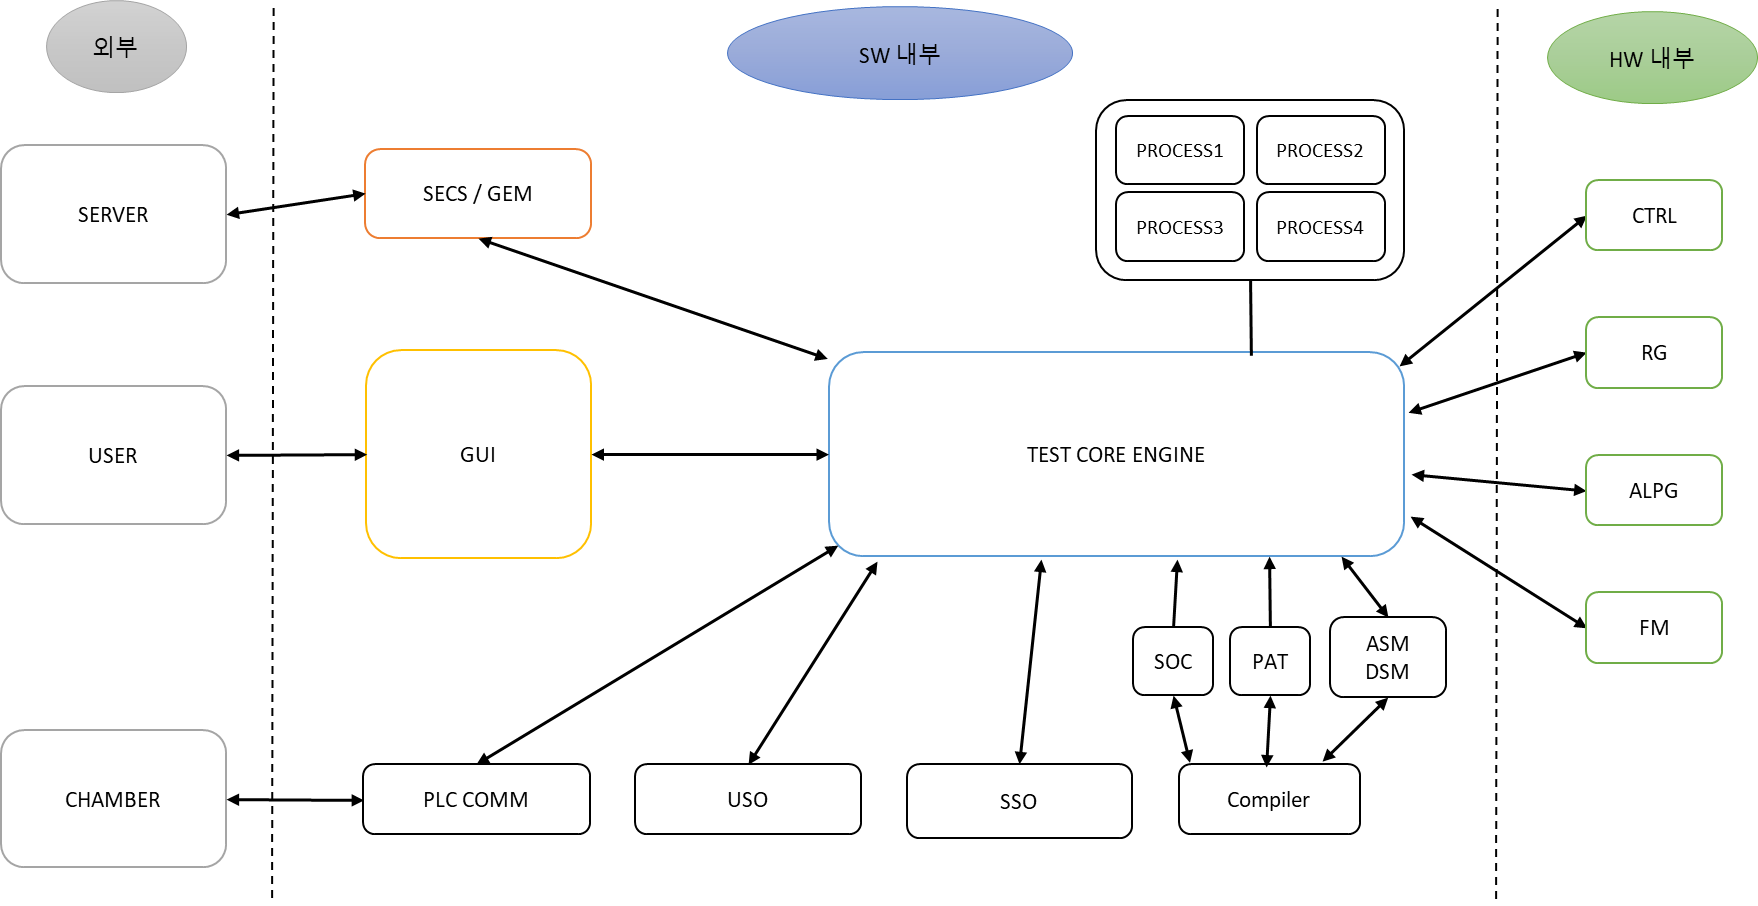 외부
SW 내부
HW 내부
SERVER
SECS / GEM
PROCESS1
PROCESS2
PROCESS3
PROCESS4
CTRL
RG
USER
GUI
TEST CORE ENGINE
ALPG
FM
SOC
PAT
ASM
DSM
CHAMBER
PLC COMM
USO
SSO
Compiler